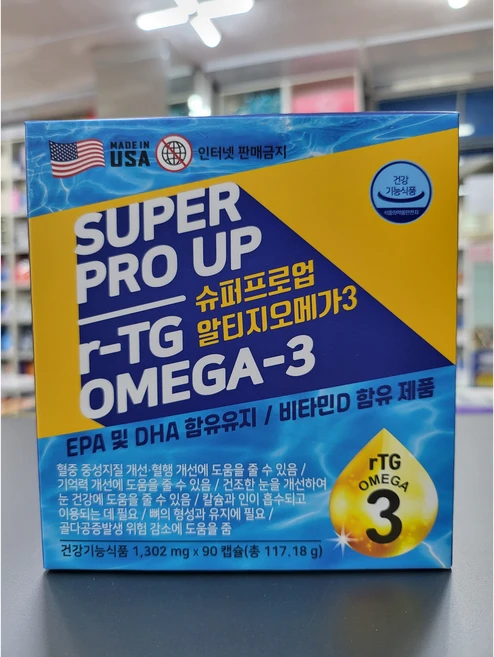 MADE IN
USA
인터넷 판매금지
건강
기능식품
식품의약품안전처
SUPER
PRO UP
슈퍼프로업
알티지오메가3
r-TG
OMEGA-3
EPA 및 DHA 함유유지 / 비타민D 함유 제품
혈중 중성지질 개선·혈행 개선에 도움을 줄 수 있음 /
기억력 개선에 도움을 줄 수 있음 / 건조한 눈을 개선하여
눈 건강에 도움을 줄 수 있음 / 칼슘과 인이 흡수되고
이용되는 데 필요 / 뼈의 형성과 유지에 필요 /
골다공증발생 위험 감소에 도움을 줌
rTG
OMEGA
3
건강기능식품 1,302 mg x 90 캡슐(총 117.18 g)